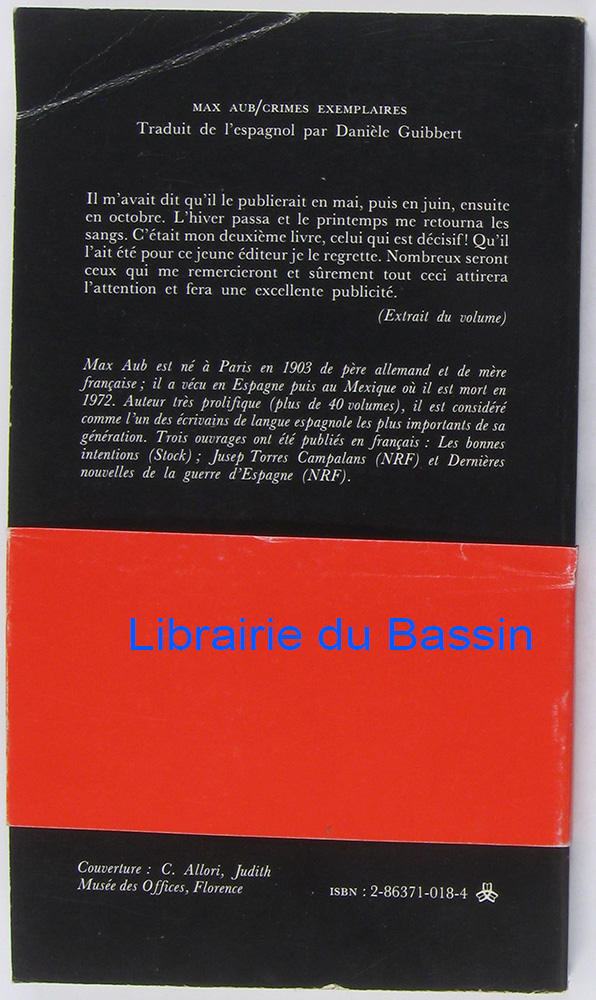 MAX AUB/CRIMES EXEMPLAIRES
Traduit de l'espagnol par Danièle Guibbert
Il m'avait dit qu'il le publierait en mai, puis en juin, ensuite
en octobre. L'hiver passa et le printemps me retourna les
sangs. C'était mon deuxième livre, celui qui est décisif! Qu'il
l'ait été pour ce jeune éditeur je le regrette. Nombreux seront
ceux qui me remercieront et sûrement tout ceci attirera
l'attention et fera une excellente publicité.
(Extrait du volume)
Max Aub est né à Paris en 1903 de père allemand et de mère
française; il a vécu en Espagne puis au Mexique où il est mort en
1972. Auteur très prolifique (plus de 40 volumes), il est considéré
comme l'un des écrivains de langue espagnole les plus importants de sa
génération. Trois ouvrages ont été publiés en français : Les bonnes
intentions (Stock); Jusep Torres Campalans (NRF) et Dernières
nouvelles de la guerre d'Espagne (NRF).
Librairie du Bassin
Couverture : C. Allori, Judith
Musée des Offices, Florence
ISBN : 2-86371-018-4